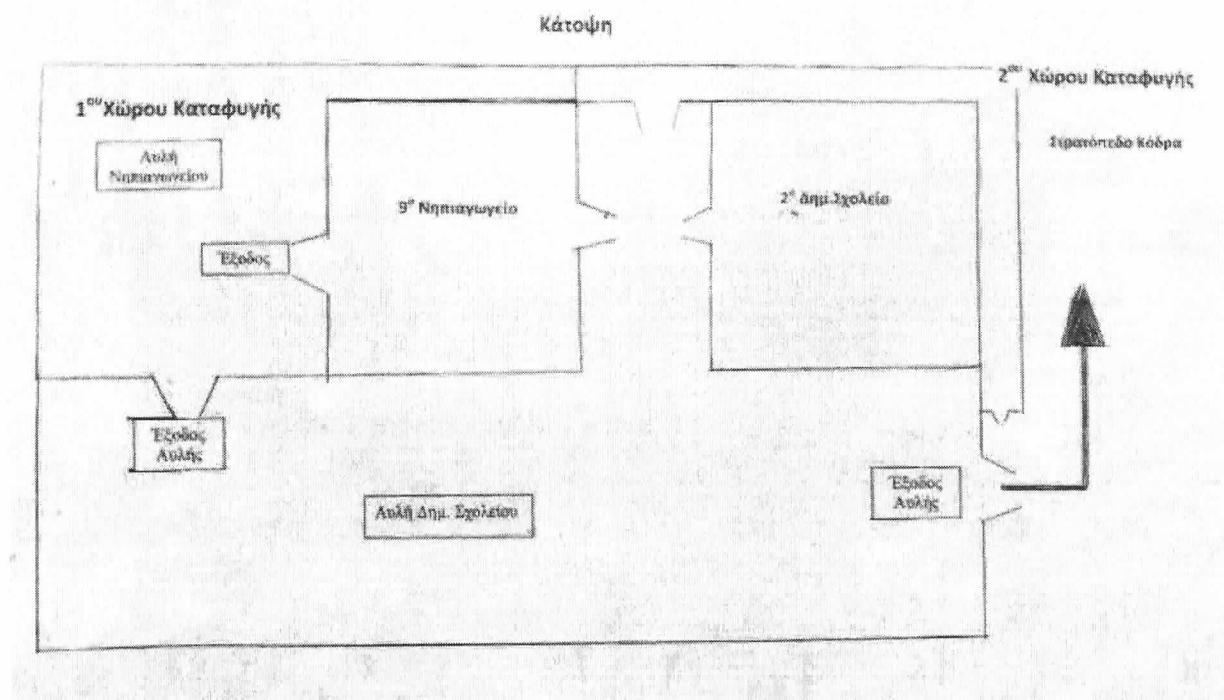 Κάτοψη
1ου Χώρου Καταφυγής
2ου Χώρου Καταφυγής
Αυλή
Νηπιαγωγείου
Στρατόπεδο Κόδρα
9ο Νηπιαγωγείο
2ο Δημ. Σχολείο
Έξοδος
Έξοδος
Αυλής
Έξοδος
Αυλής
Αυλή Δημ. Σχολείου